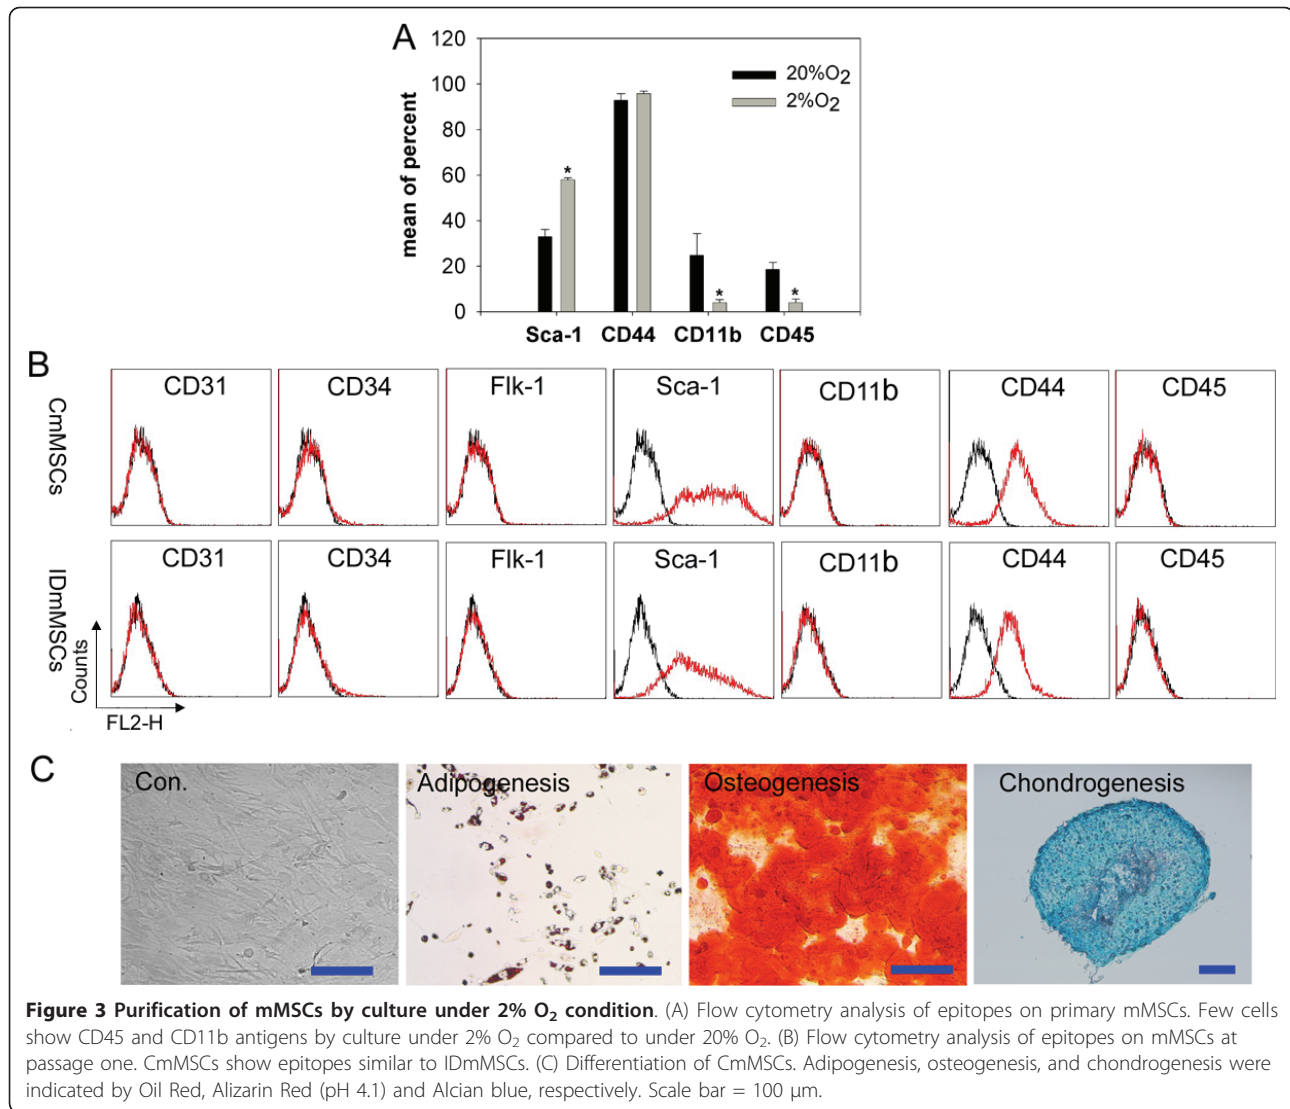 A
120
100
80
60
40
20
0
mean of percent
20%O2
2%O2
*
*
*
Sca-1 CD44 CD11b CD45
B
CmMSCs
CD31 CD34 Flk-1 Sca-1 CD11b CD44 CD45
IDmMSCs
CD31 CD34 Flk-1 Sca-1 CD11b CD44 CD45
Counts
FL2-H
C
Con. Adipogenesis Osteogenesis Chondrogenesis
Figure 3 Purification of mMSCs by culture under 2% O2 condition. (A) Flow cytometry analysis of epitopes on primary mMSCs. Few cells
show CD45 and CD11b antigens by culture under 2% O2 compared to under 20% O2. (B) Flow cytometry analysis of epitopes on mMSCs at
passage one. CmMSCs show epitopes similar to IDmMSCs. (C) Differentiation of CmMSCs. Adipogenesis, osteogenesis, and chondrogenesis were
indicated by Oil Red, Alizarin Red (pH 4.1) and Alcian blue, respectively. Scale bar = 100 μm.